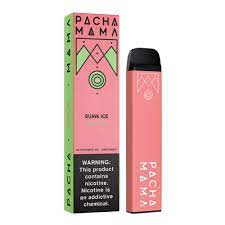 PACHA
MAMA
GUAVA ICE
WARNING:
This product
contains
nicotine.
Nicotine is
an addictive
chemical.
PACHA MAMA
PACHA
MAMA